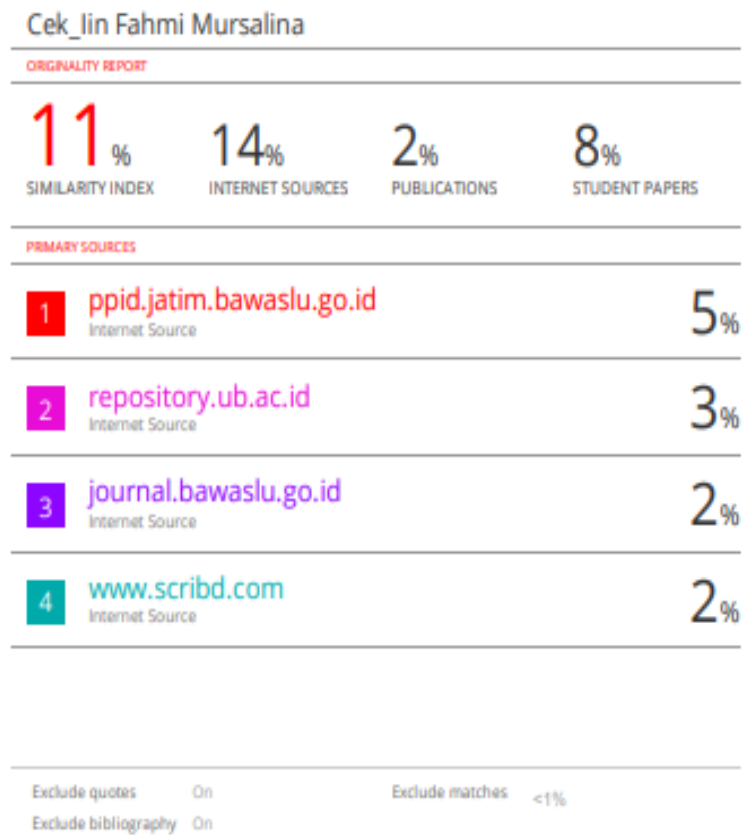 Cek_Iin Fahmi Mursalina
ORIGINALITY REPORT
11% 14% 2% 8%
SIMILARITY INDEX INTERNET SOURCES PUBLICATIONS STUDENT PAPERS
PRIMARY SOURCES
1 ppid.jatim.bawaslu.go.id 5%
Internet Source
2 repository.ub.ac.id 3%
Internet Source
3 journal.bawaslu.go.id 2%
Internet Source
4 www.scribd.com 2%
Internet Source
Exclude quotes On Exclude matches <1%
Exclude bibliography On